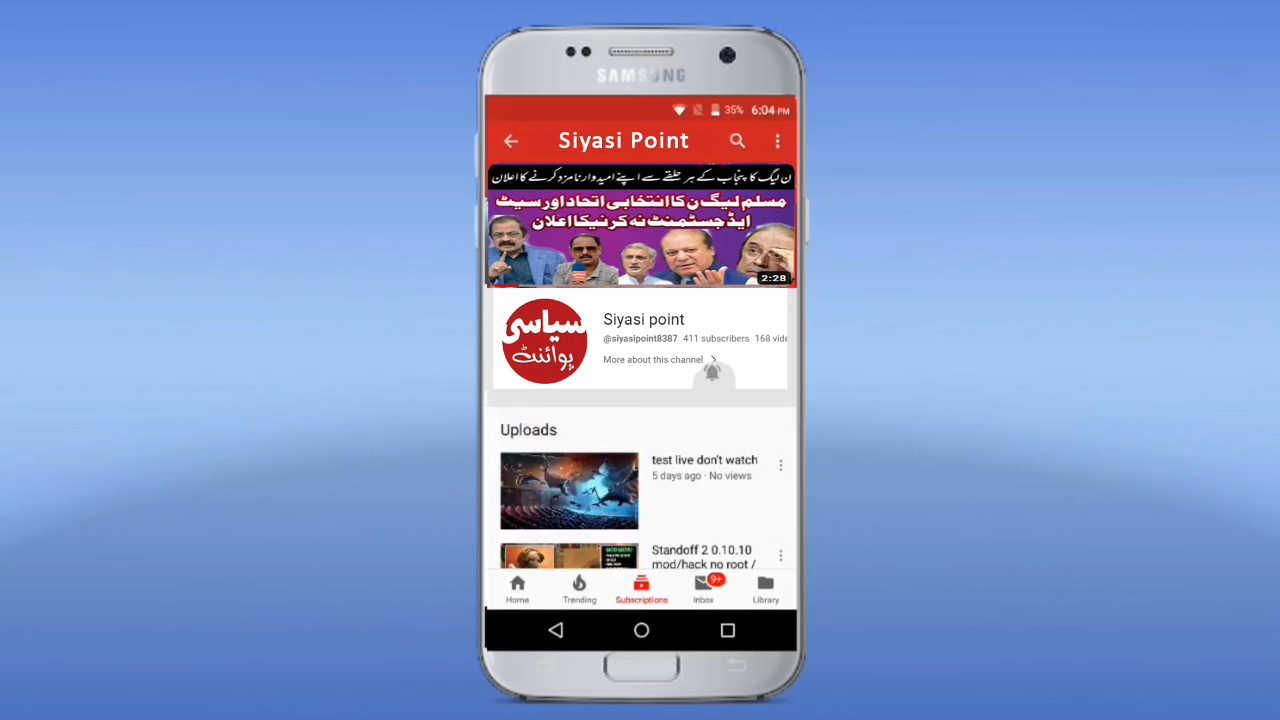 SAMSUNG
35% 6:04 PM
Siyasi Point
ن لیگ کا پنجاب کے ہر حلقے سے اپنے امیدوار نامزد کرنے کا اعلان
مسلم لیگ ن کا انتخابی اتحاد اور سیٹ
ایڈجسٹمنٹ نہ کرنیکا اعلان
2:28
سیاسی
پوائنٹ
Siyasi point
@siyasipoint8387 411 subscribers 168 vide
More about this channel
Uploads
test live don't watch
5 days ago · No views
Standoff 2 0.10.10
mod/hack no root /
Home Trending Subscriptions Inbox 9+ Library